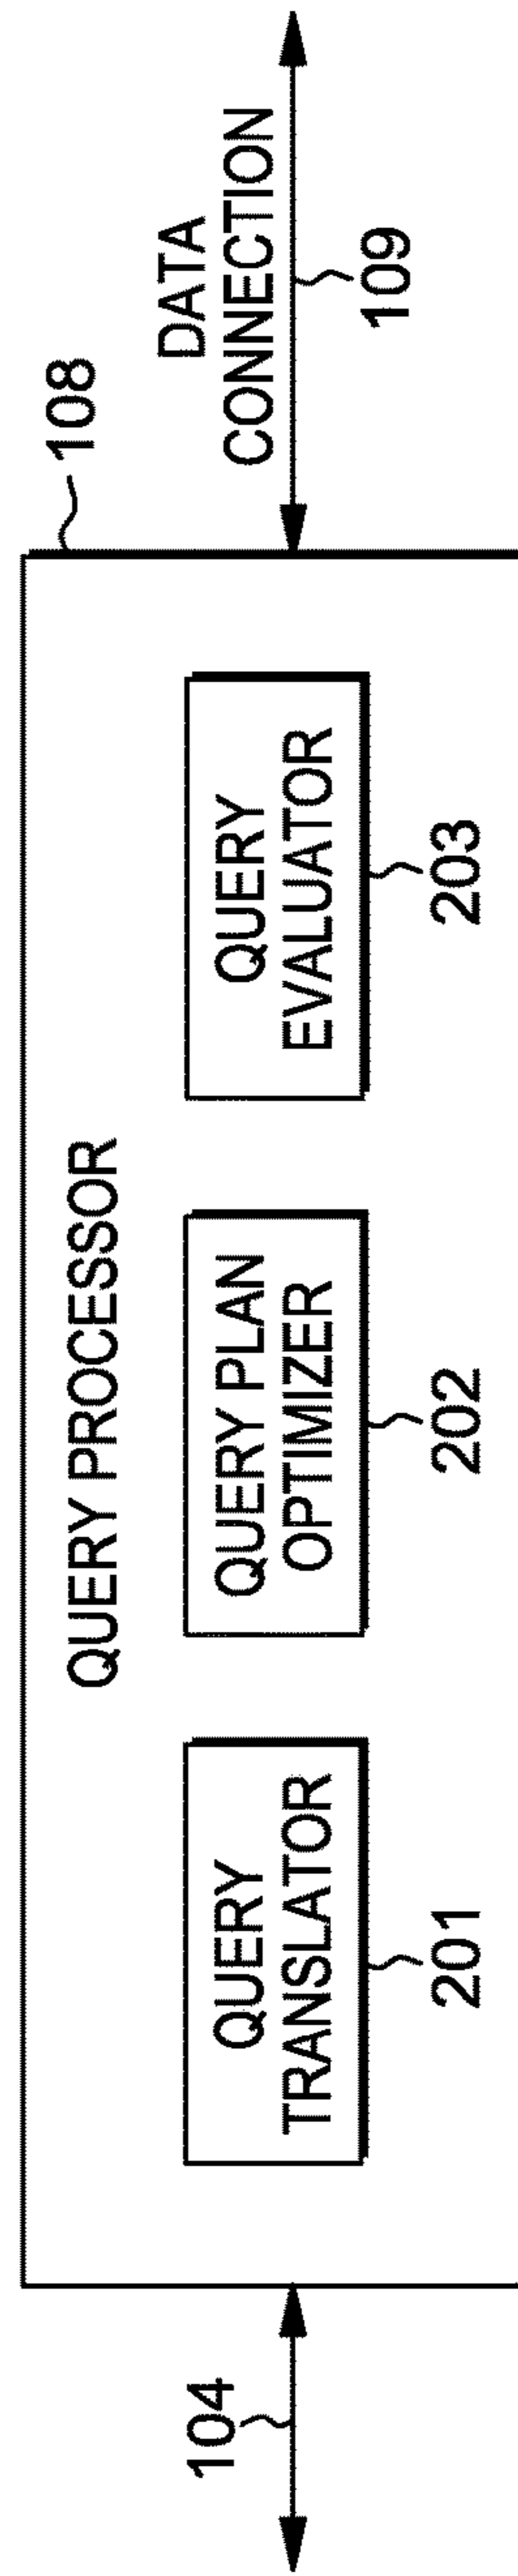 QUERY PROCESSOR
108
104
QUERY
TRANSLATOR
201
QUERY PLAN
OPTIMIZER
202
QUERY
EVALUATOR
203
DATA
CONNECTION
109